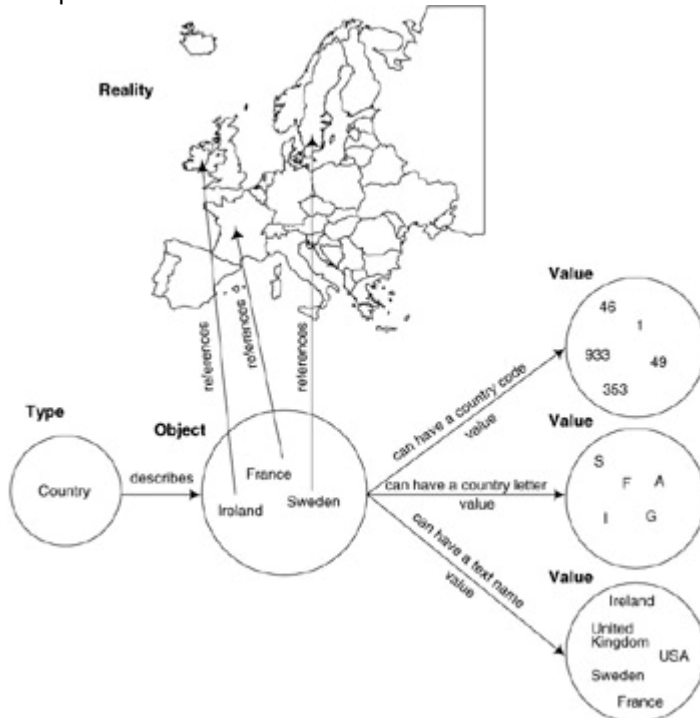 Reality
references
references
references
Type
Country
describes
Object
France
Iroland
Sweden
can have a country code
value
can have a country letter
value
can have a text name
value
Value
46
1
933
49
353
Value
S
F
A
I
G
Value
Ireland
United
Kingdom
USA
Sweden
France